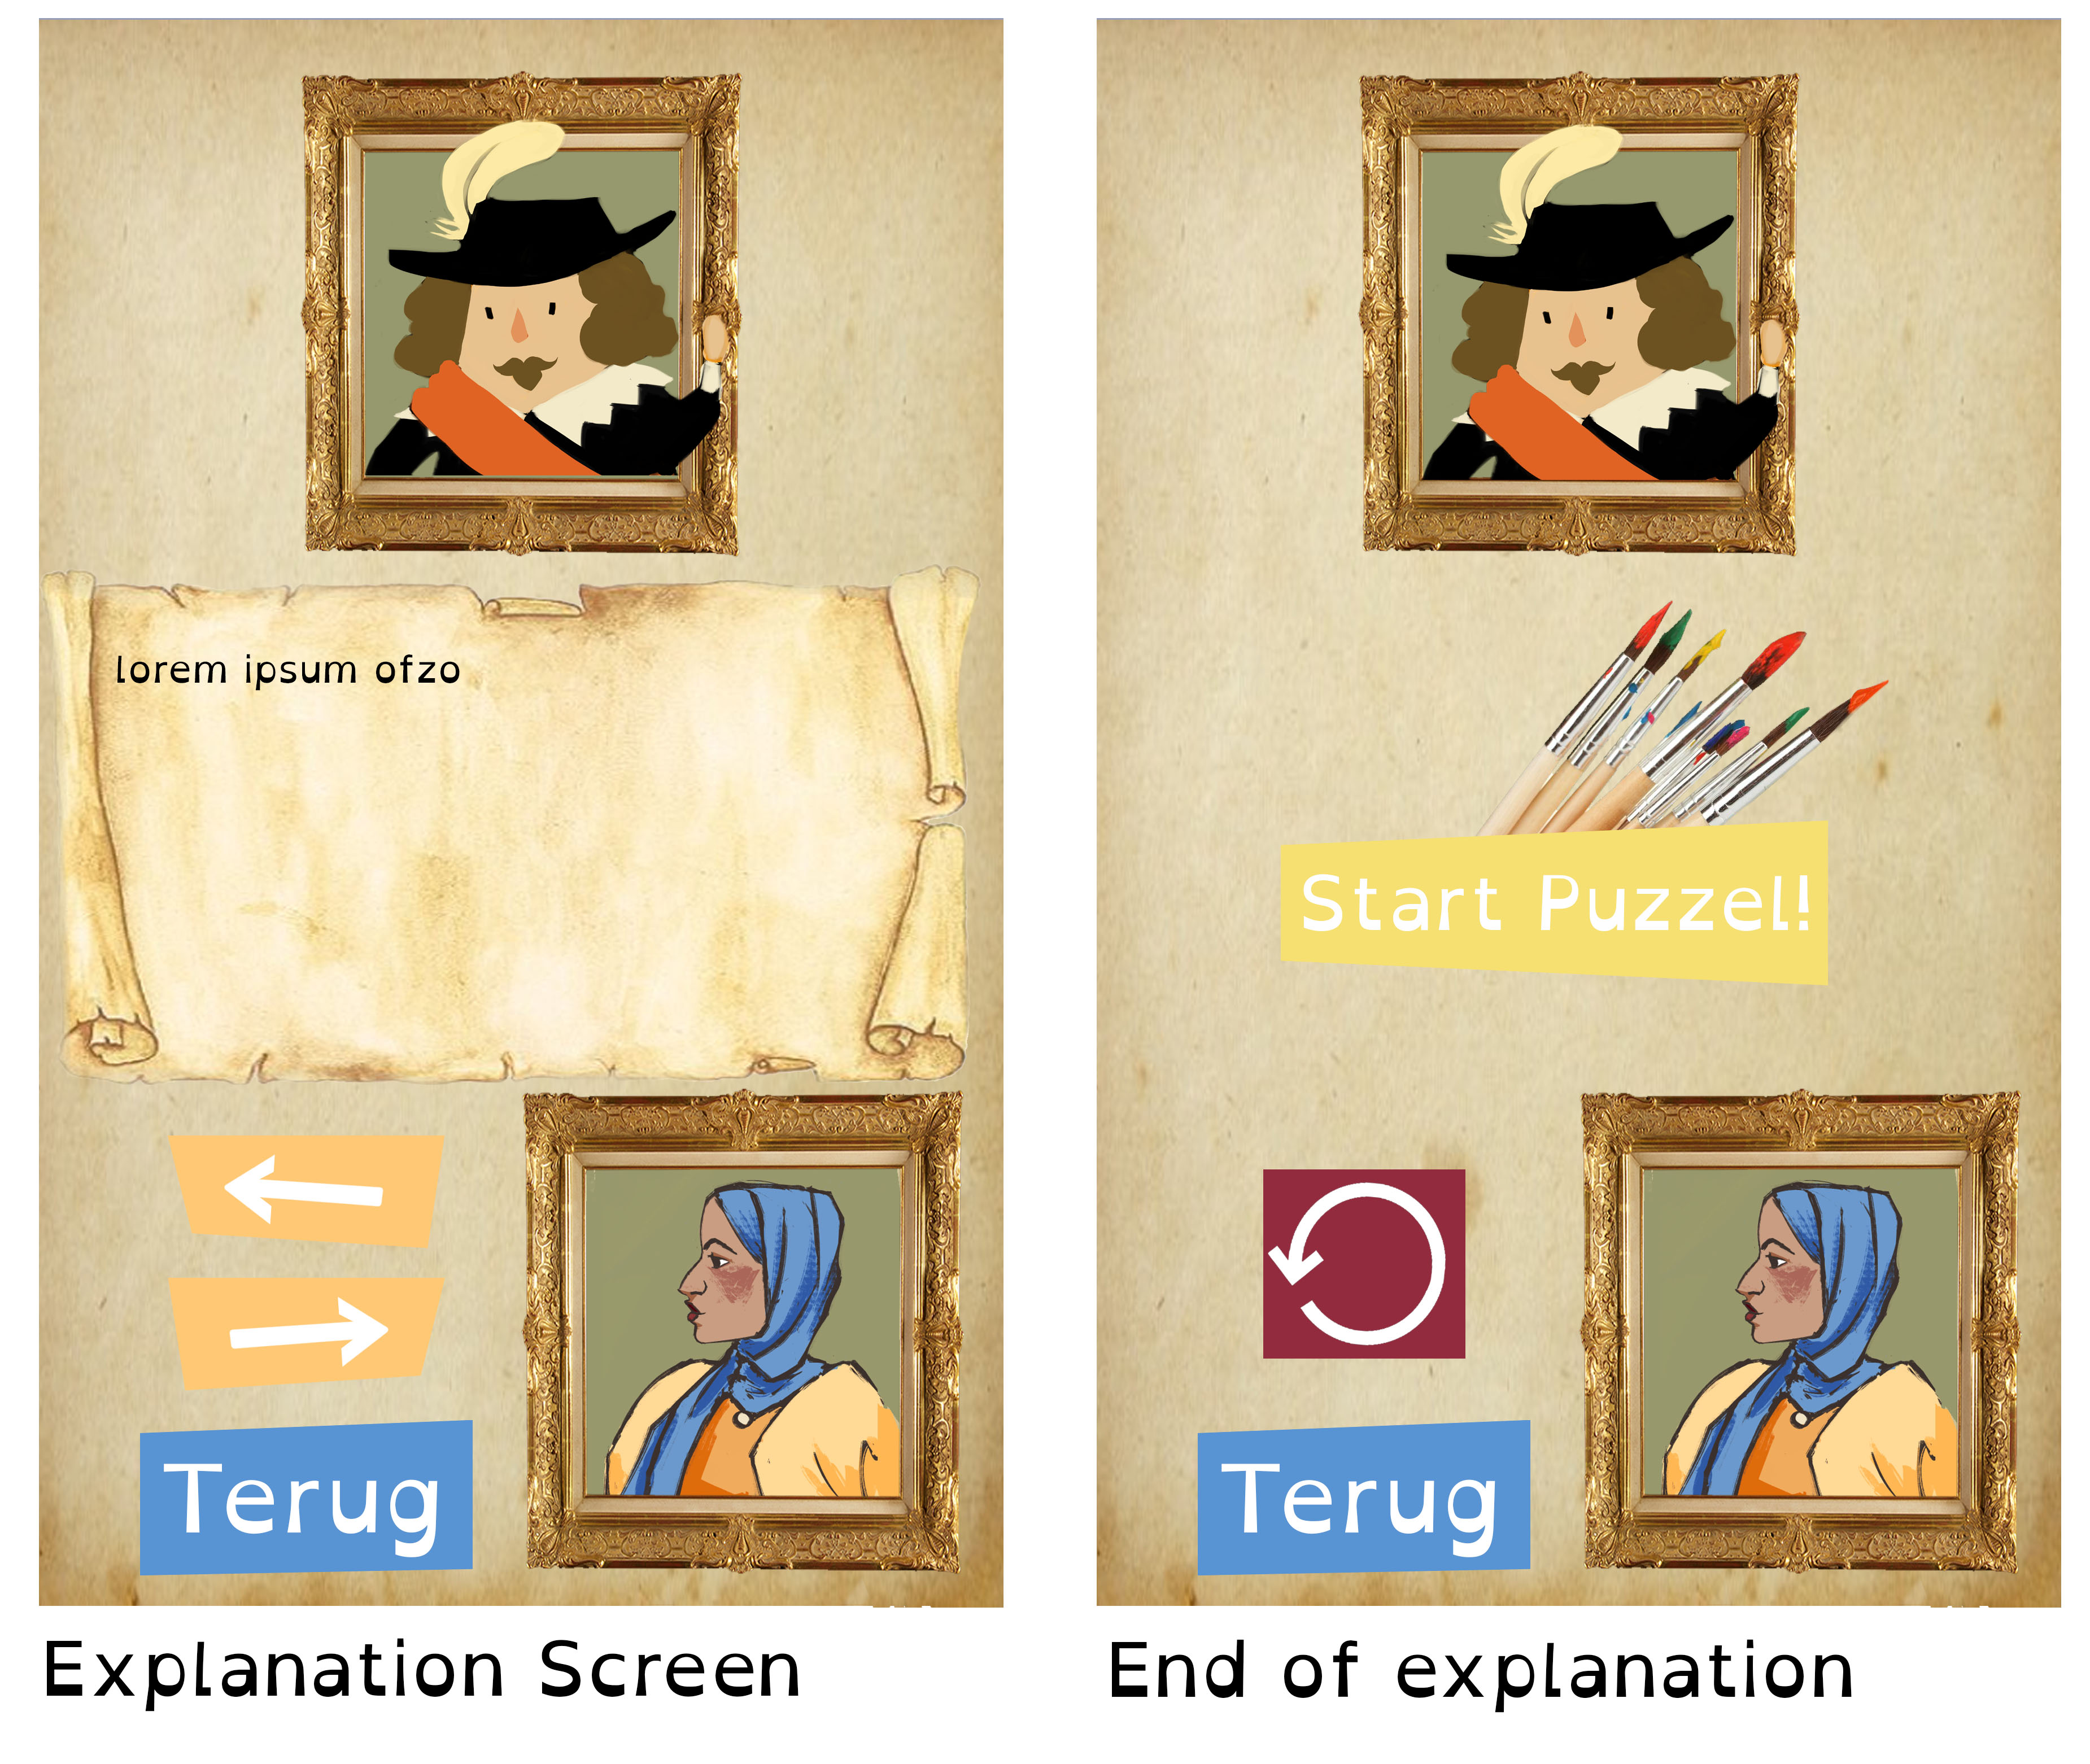 lorem ipsum ofzo
Terug
Explanation Screen
Start Puzzel!
Terug
End of explanation